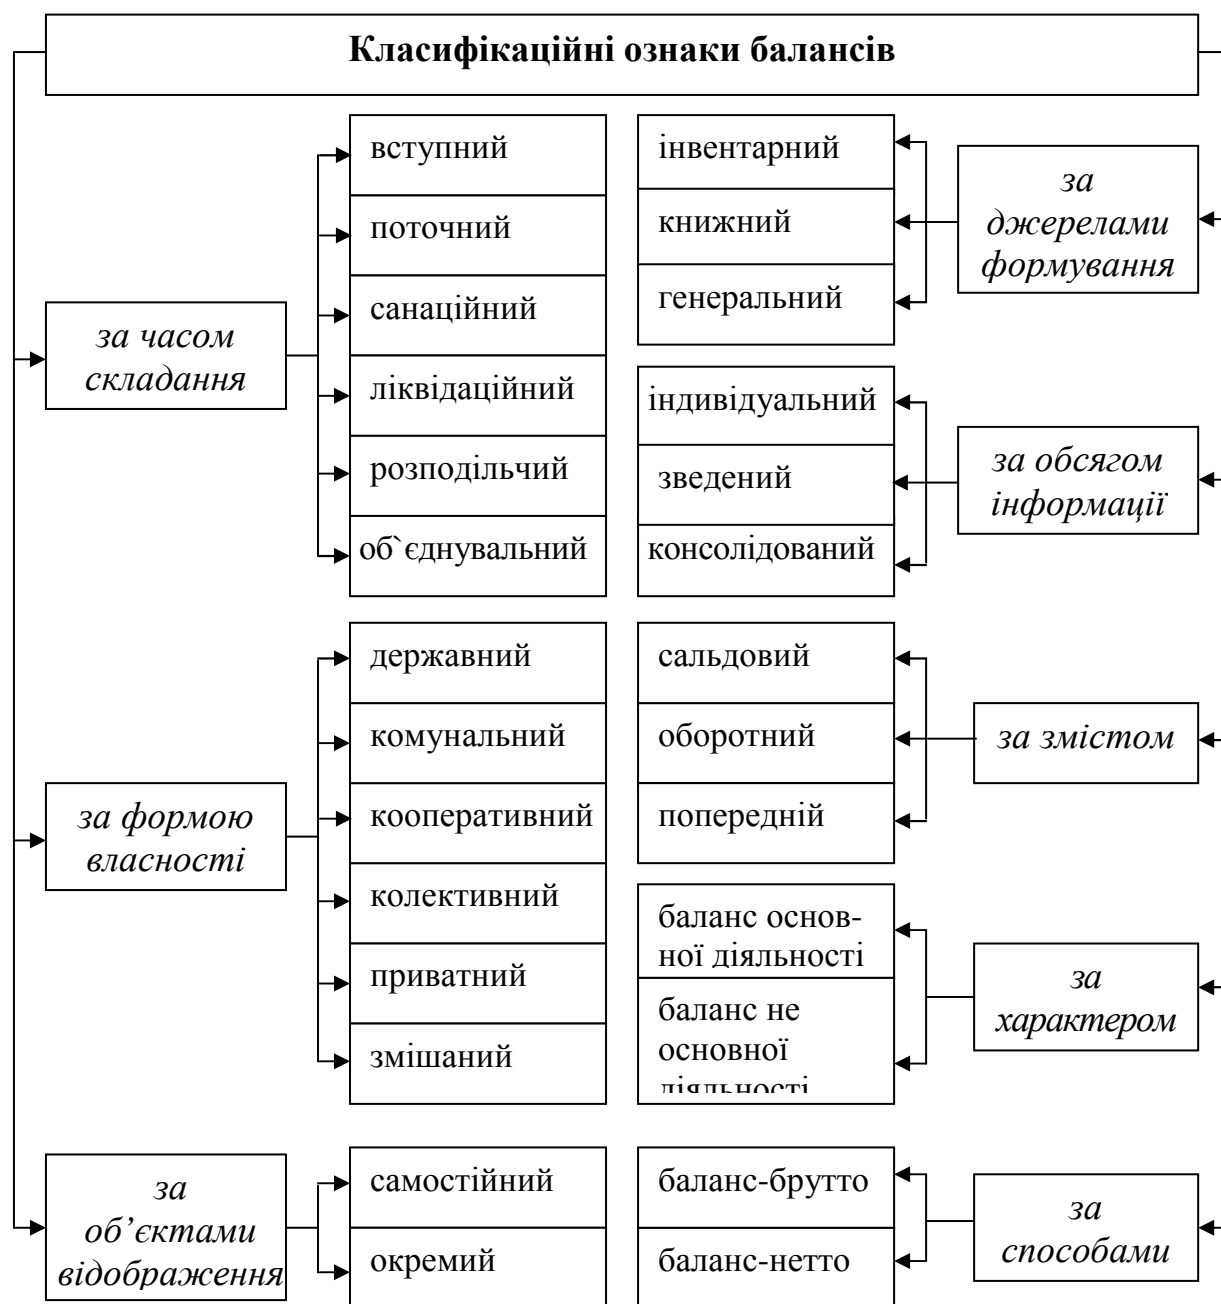 Класифікаційні ознаки балансів
за часом
складання
вступний
поточний
санаційний
ліквідаційний
розподільчий
об`єднувальний
інвентарний
книжний
генеральний
за
джерелами
формування
індивідуальний
зведений
консолідований
за обсягом
інформації
за формою
власності
державний
комунальний
кооперативний
колективний
приватний
змішаний
сальдовий
оборотний
попередній
за змістом
баланс основ-
ної діяльності
баланс не
основної
діяльності
за
характером
за
об’єктами
відображення
самостійний
окремий
баланс-брутто
баланс-нетто
за
способами